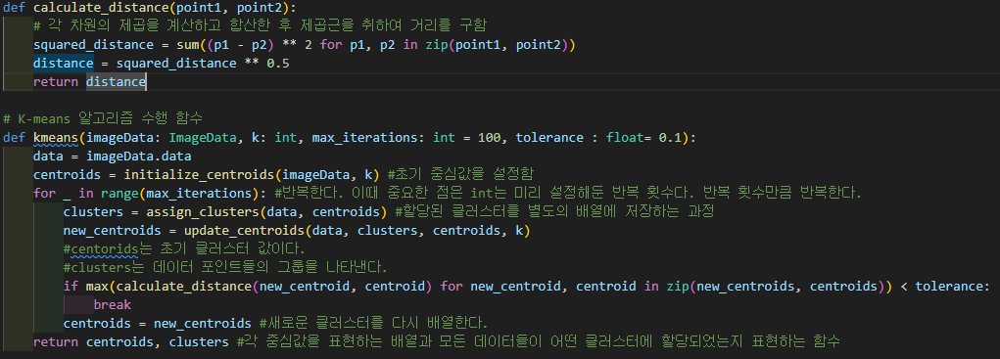 def calculate_distance(point1, point2):
    # 각 차원의 제곱을 계산하고 합산한 후 제곱근을 취하여 거리를 구함
    squared_distance = sum((p1 - p2) ** 2 for p1, p2 in zip(point1, point2))
    distance = squared_distance ** 0.5
    return distance

# K-means 알고리즘 수행 함수
def kmeans(imageData: ImageData, k: int, max_iterations: int = 100, tolerance : float= 0.1):
    data = imageData.data
    centroids = initialize_centroids(imageData, k) #초기 중심값을 설정함
    for _ in range(max_iterations): #반복한다. 이때 중요한 점은 int는 미리 설정해둔 반복 횟수다. 반복 횟수만큼 반복한다.
        clusters = assign_clusters(data, centroids) #할당된 클러스터를 별도의 배열에 저장하는 과정
        new_centroids = update_centroids(data, clusters, centroids, k)
        #centorids는 초기 클러스터 값이다.
        #clusters는 데이터 포인트들의 그룹을 나타낸다.
        if max(calculate_distance(new_centroid, centroid) for new_centroid, centroid in zip(new_centroids, centroids)) < tolerance:
            break
        centroids = new_centroids #새로운 클러스터를 다시 배열한다.
    return centroids, clusters #각 중심값을 표현하는 배열과 모든 데이터들이 어떤 클러스터에 할당되었는지 표현하는 함수